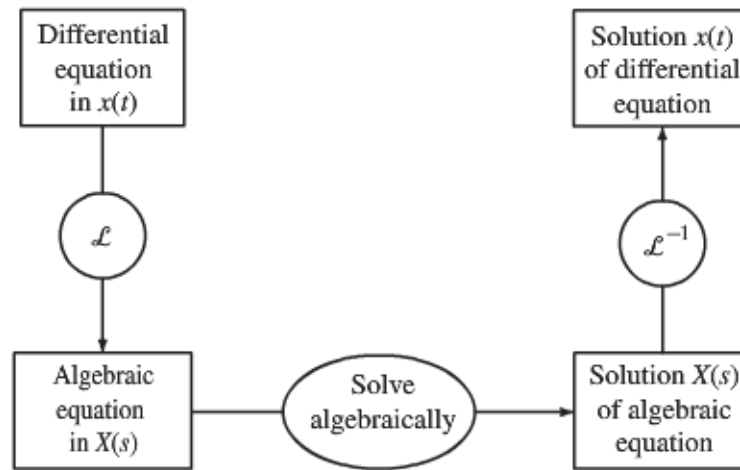 Differential
equation
in x(t)
ℒ
Algebraic
equation
in X(s)
Solve
algebraically
Solution X(s)
of algebraic
equation
ℒ⁻¹
Solution x(t)
of differential
equation